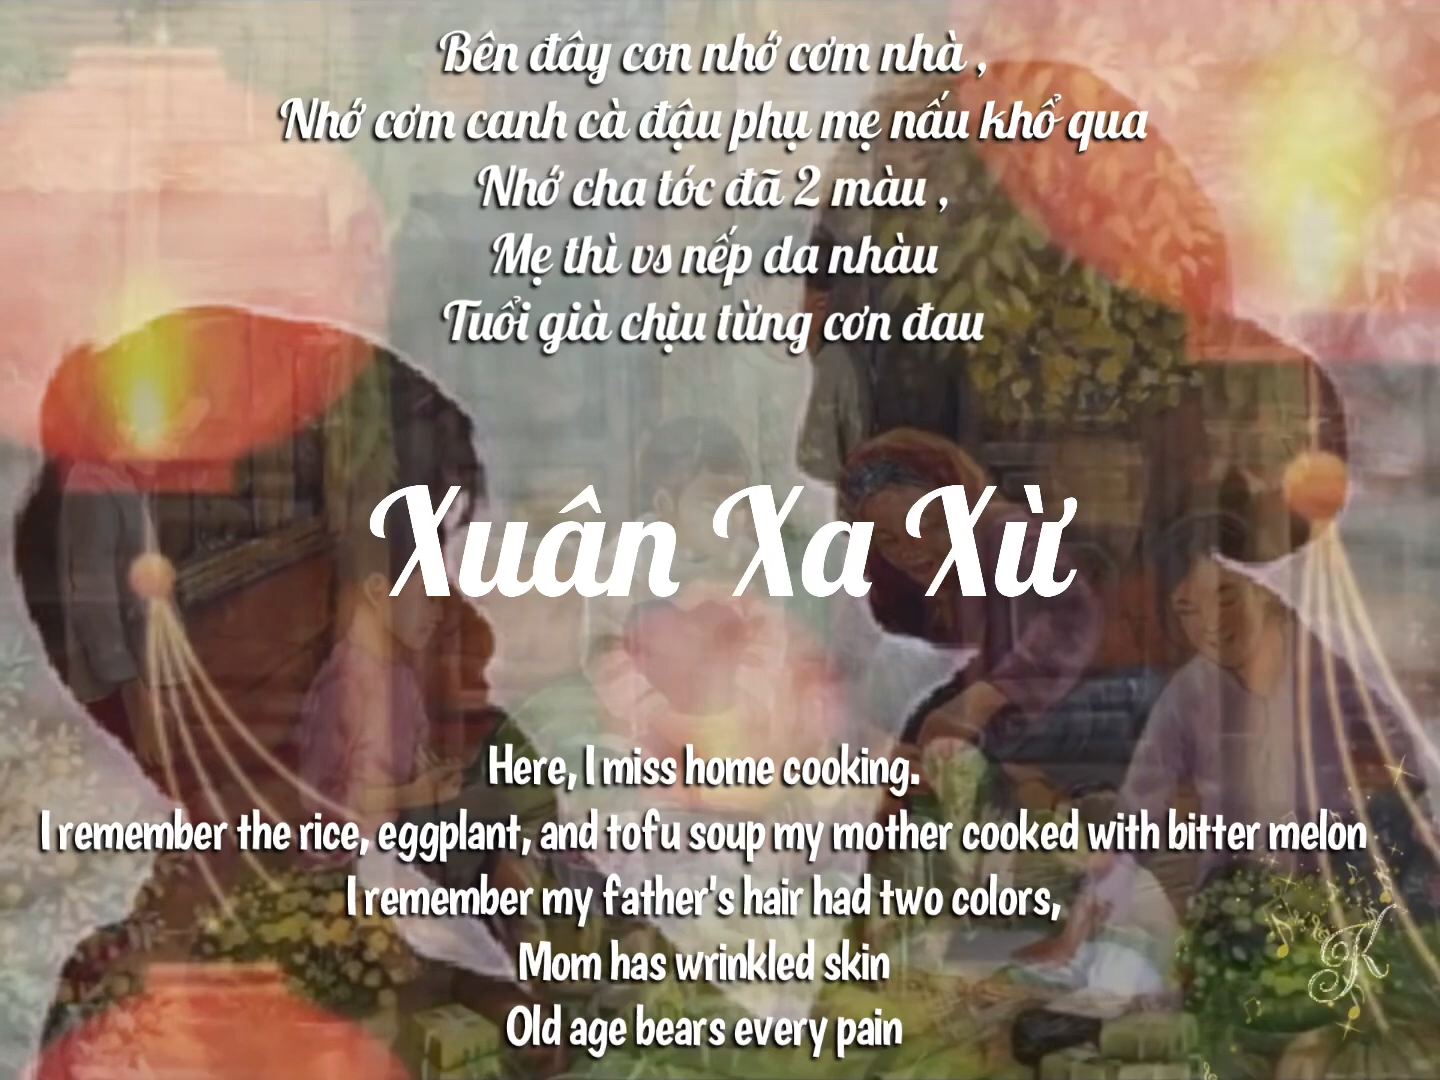 Bên đây con nhớ cơm nhà ,
Nhớ cơm canh cà đậu phụ mẹ nấu khổ qua
Nhớ cha tóc đã 2 màu ,
Mẹ thì vs nếp da nhàu
Tuổi già chịu từng cơn đau
Xuân Xa Xừ
Here, I miss home cooking.
I remember the rice, eggplant, and tofu soup my mother cooked with bitter melon
I remember my father's hair had two colors,
Mom has wrinkled skin
Old age bears every pain
K